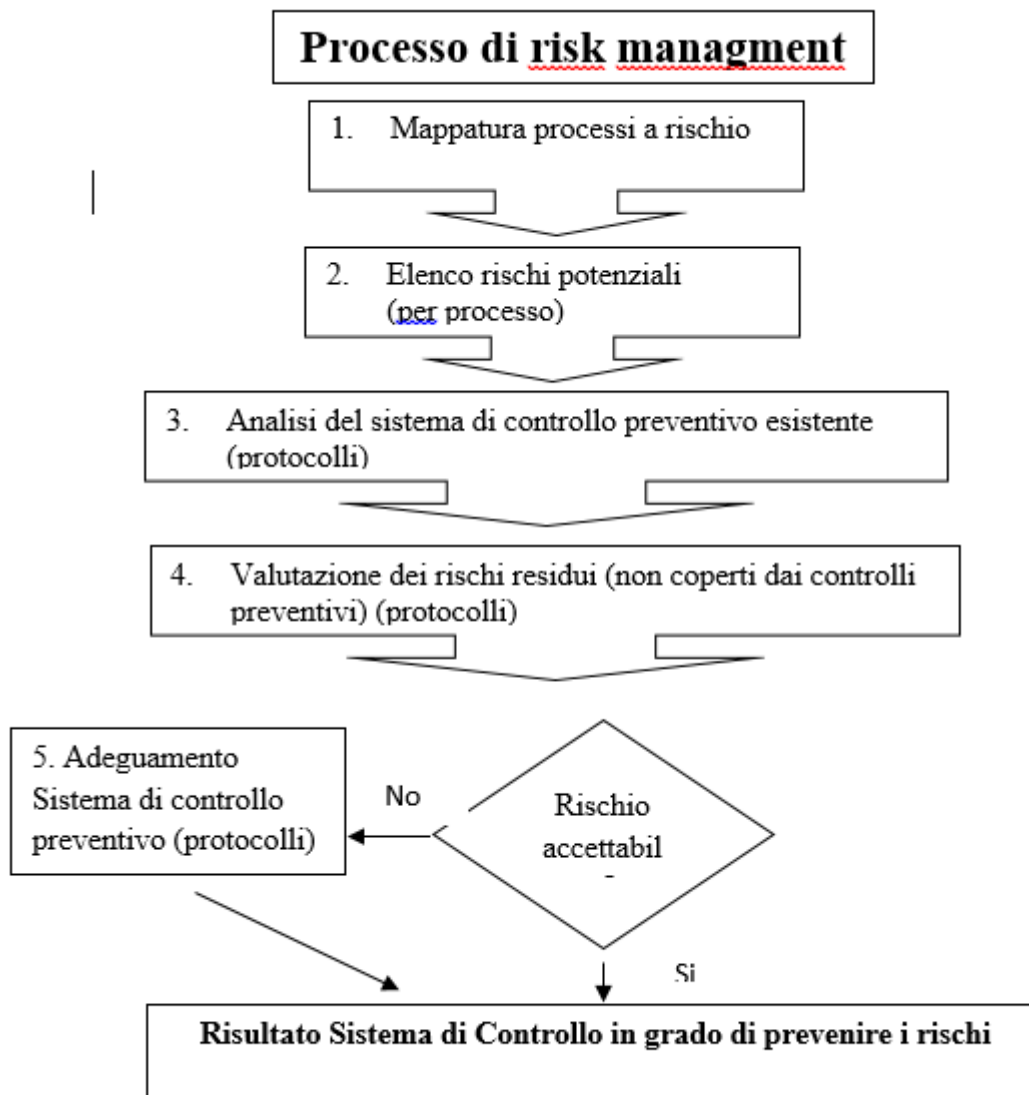 Processo di risk managment
1. Mappatura processi a rischio
2. Elenco rischi potenziali
(per processo)
3. Analisi del sistema di controllo preventivo esistente
(protocolli)
4. Valutazione dei rischi residui (non coperti dai controlli
preventivi) (protocolli)
5. Adeguamento
Sistema di controllo
preventivo (protocolli)
No
Rischio
accettabil
Si
Risultato Sistema di Controllo in grado di prevenire i rischi